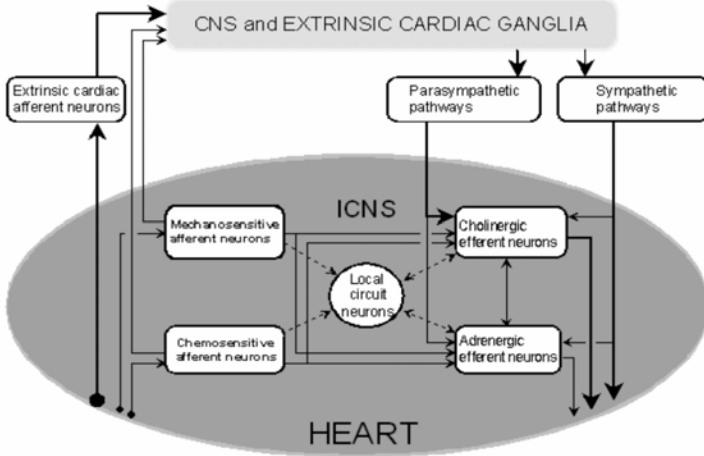 CNS and EXTRINSIC CARDIAC GANGLIA
Extrinsic cardiac
afferent neurons
Parasympathetic
pathways
Sympathetic
pathways
ICNS
Mechanosensitive
afferent neurons
Cholinergic
efferent neurons
Local
circuit
neurons
Chemosensitive
afferent neurons
Adrenergic
efferent neurons
HEART